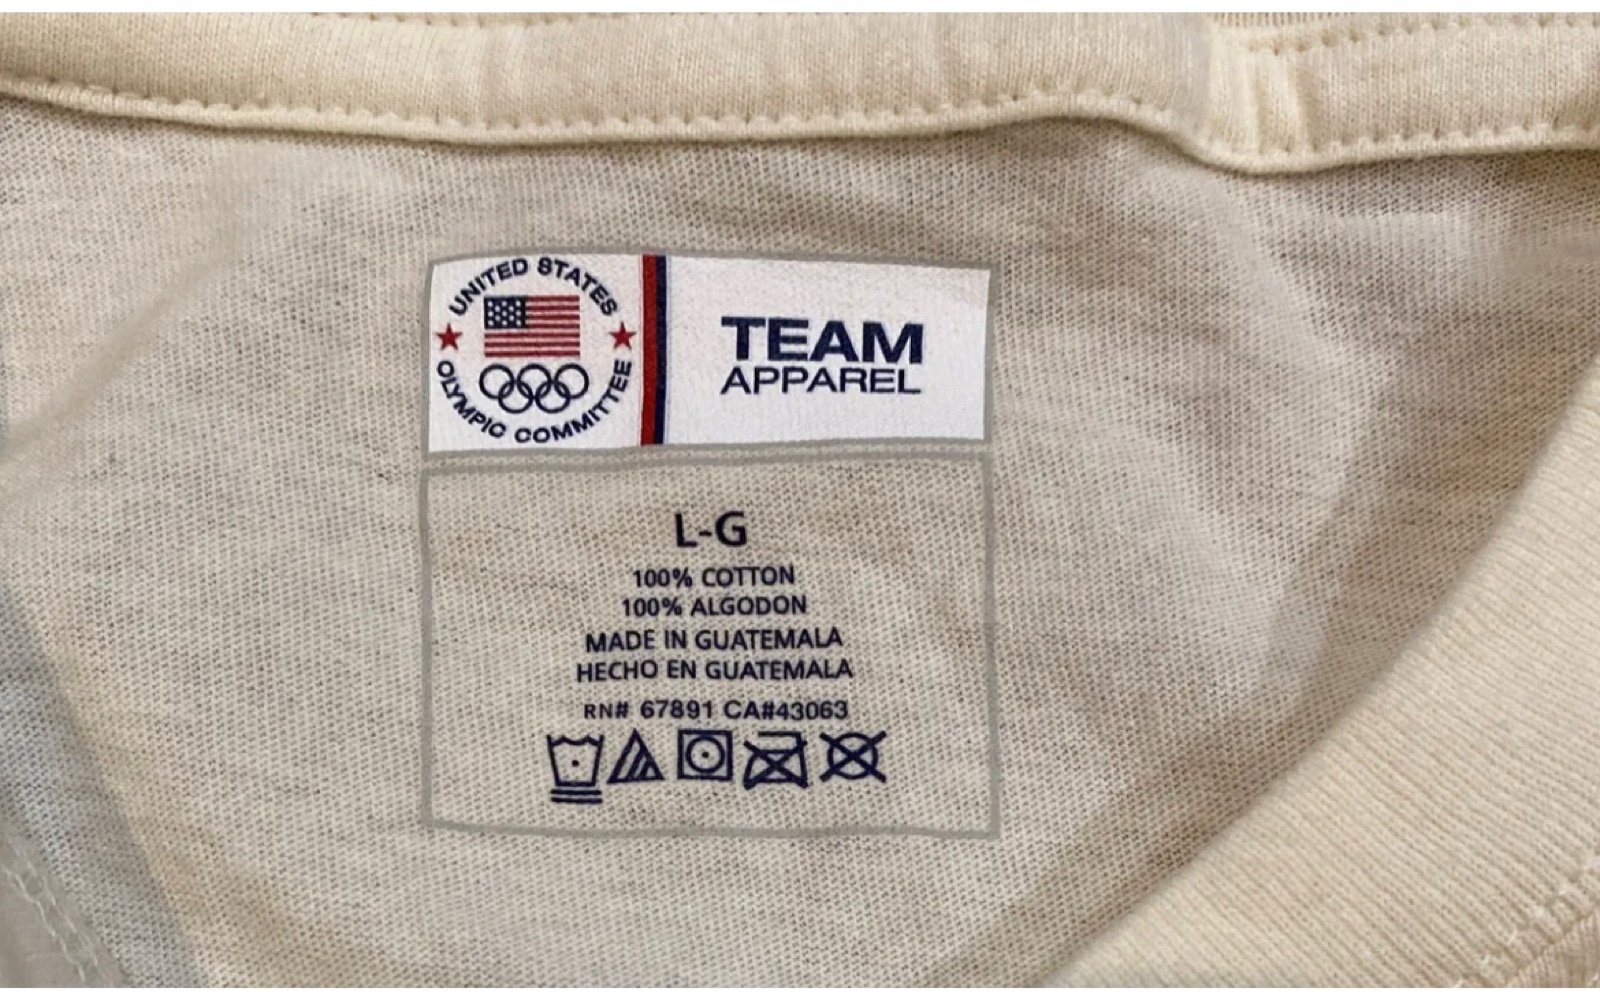 UNITED STATES
OLYMPIC COMMITTEE
TEAM
APPAREL
L-G
100% COTTON
100% ALGODON
MADE IN GUATEMALA
HECHO EN GUATEMALA
RN# 67891 CA#43063